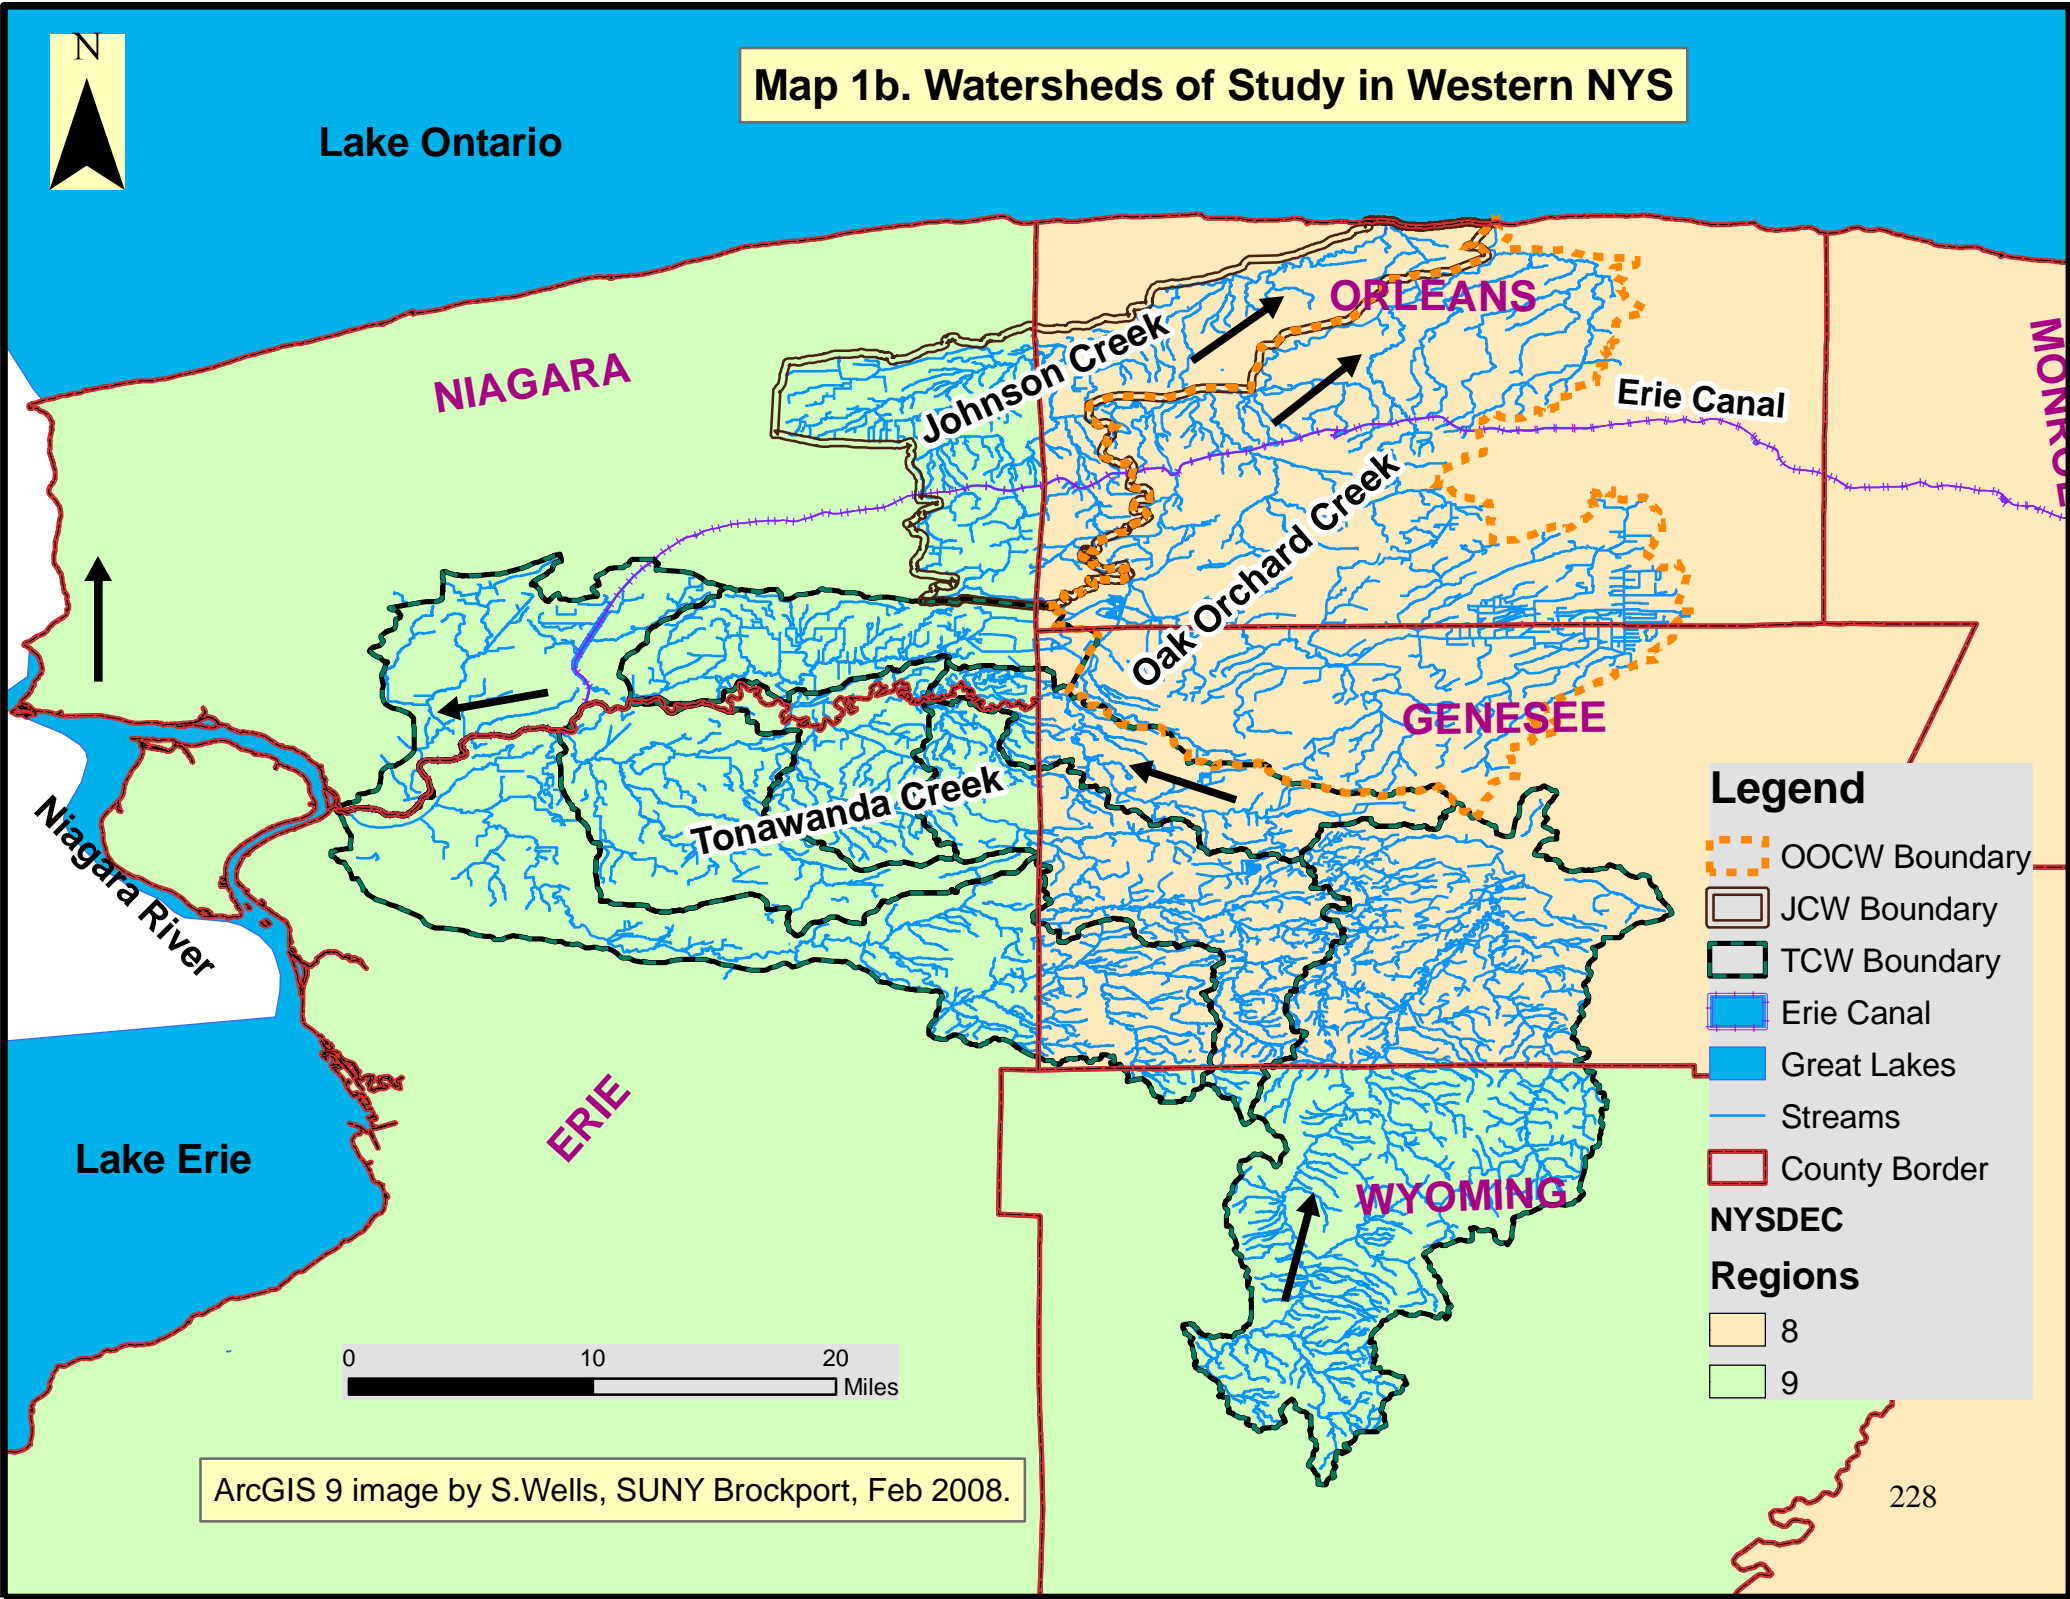 N
Map 1b. Watersheds of Study in Western NYS
Lake Ontario
ORLEANS
NIAGARA
Johnson Creek
MONROE
Erie Canal
Oak Orchard Creek
GENESEE
Tonawanda Creek
Niagara River
Legend
OOCW Boundary
JCW Boundary
TCW Boundary
Erie Canal
Great Lakes
Streams
County Border
NYSDEC
Regions
8
9
ERIE
Lake Erie
WYOMING
0 10 20
Miles
ArcGIS 9 image by S.Wells, SUNY Brockport, Feb 2008.
228